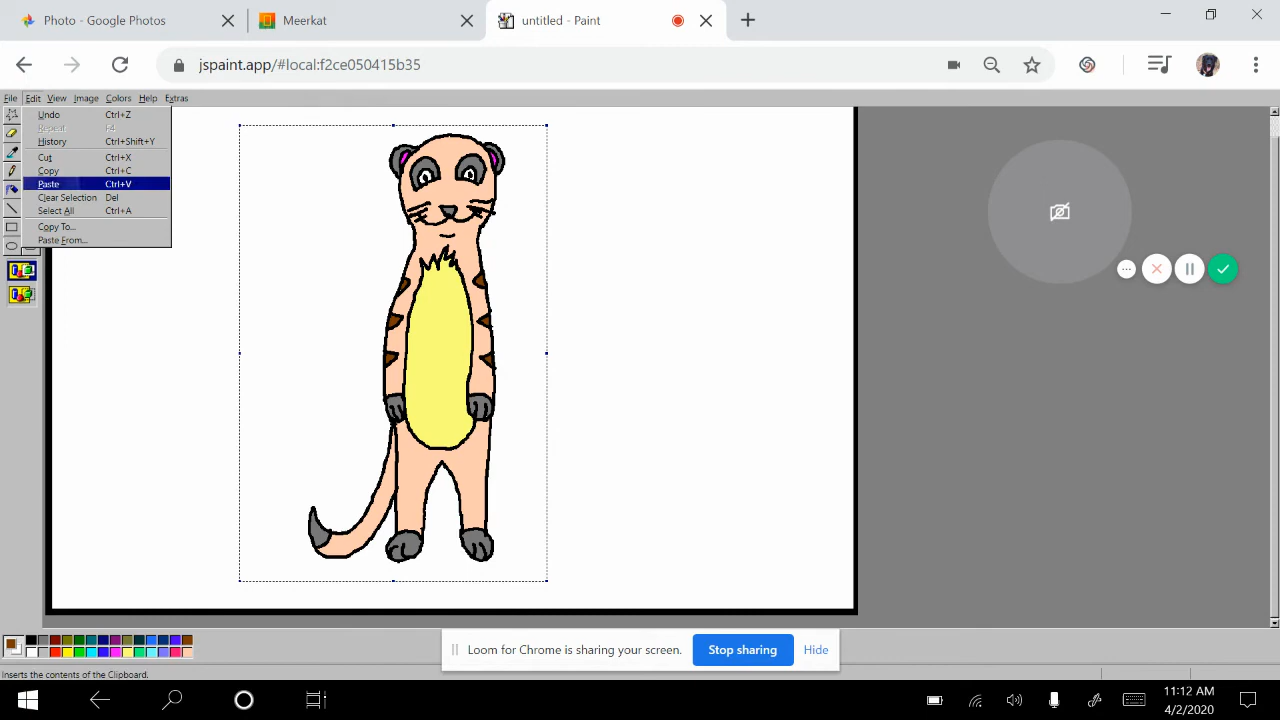 Photo - Google Photos
Meerkat
untitled - Paint
jspaint.app/#local:f2ce050415b35
File Edit View Image Colors Help Extras
Undo Ctrl+Z
Repeat F4
History Ctrl+Shift+Y
Cut Ctrl+X
Copy Ctrl+C
Paste Ctrl+V
Clear Selection Del
Select All Ctrl+A
Copy To...
Paste From...
Loom for Chrome is sharing your screen. Stop sharing Hide
Inserts the contents of the Clipboard.
11:12 AM
4/2/2020